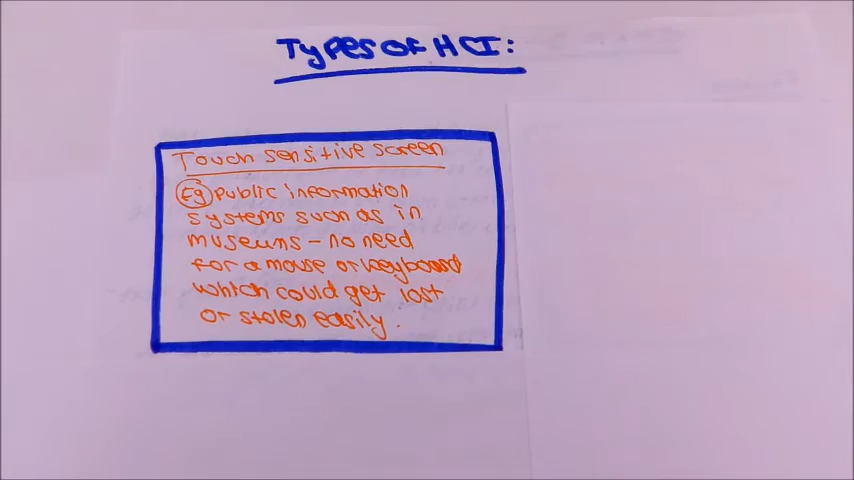 Types of HCI:
Touch sensitive screen
Eg Public information
systems such as in
museums - no need
for a mouse or keyboard
which could get lost
or stolen easily.